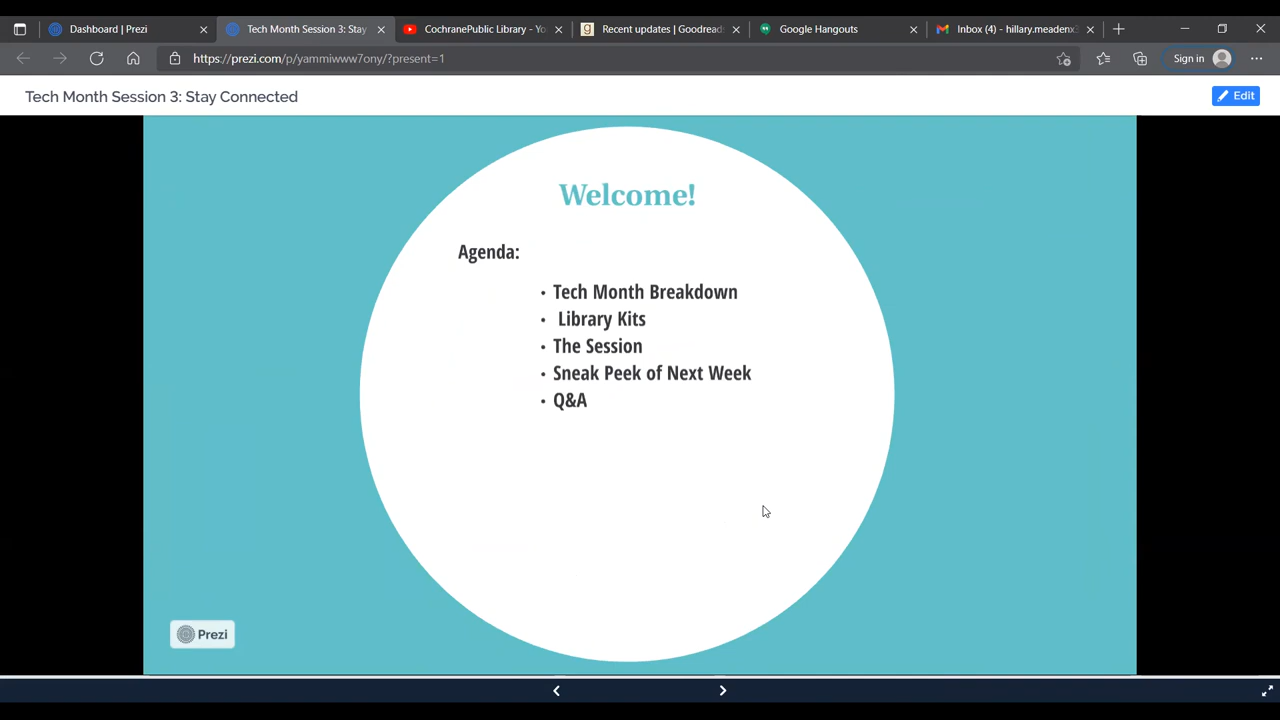 Dashboard | Prezi
Tech Month Session 3: Stay
CochranePublic Library - Yo
Recent updates | Goodreads
Google Hangouts
Inbox (4) - hillary.meadenx
https://prezi.com/p/yammiwww7ony/?present=1
Sign in
Tech Month Session 3: Stay Connected
Edit
Welcome!
Agenda:
• Tech Month Breakdown
• Library Kits
• The Session
• Sneak Peek of Next Week
• Q&A
Prezi